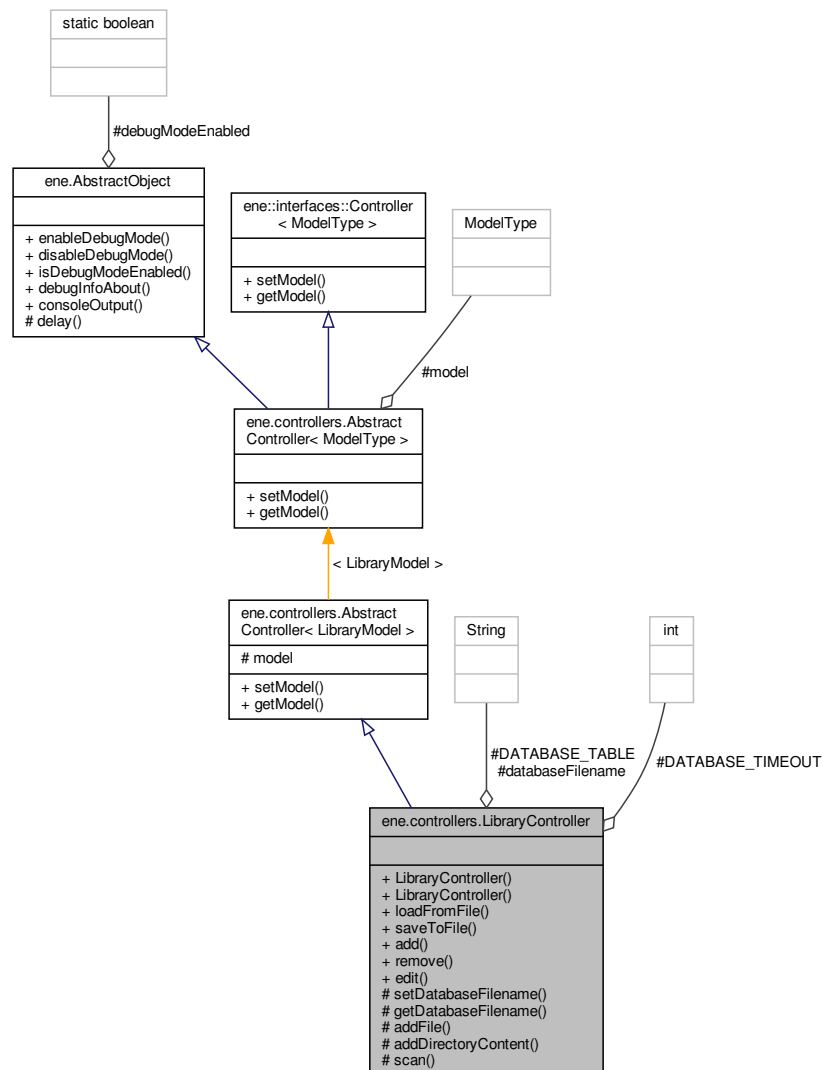 static boolean
#debugModeEnabled
ene.AbstractObject
+ enableDebugMode()
+ disableDebugMode()
+ isDebugModeEnabled()
+ debugInfoAbout()
+ consoleOutput()
# delay()
ene::interfaces::Controller
< ModelType >
+ setModel()
+ getModel()
ModelType
#model
ene.controllers.Abstract
Controller< ModelType >
+ setModel()
+ getModel()
< LibraryModel >
ene.controllers.Abstract
Controller< LibraryModel >
# model
+ setModel()
+ getModel()
String
int
#DATABASE_TABLE
#databaseFilename
#DATABASE_TIMEOUT
ene.controllers.LibraryController
+ LibraryController()
+ LibraryController()
+ loadFromFile()
+ saveToFile()
+ add()
+ remove()
+ edit()
# setDatabaseFilename()
# getDatabaseFilename()
# addFile()
# addDirectoryContent()
# scan()